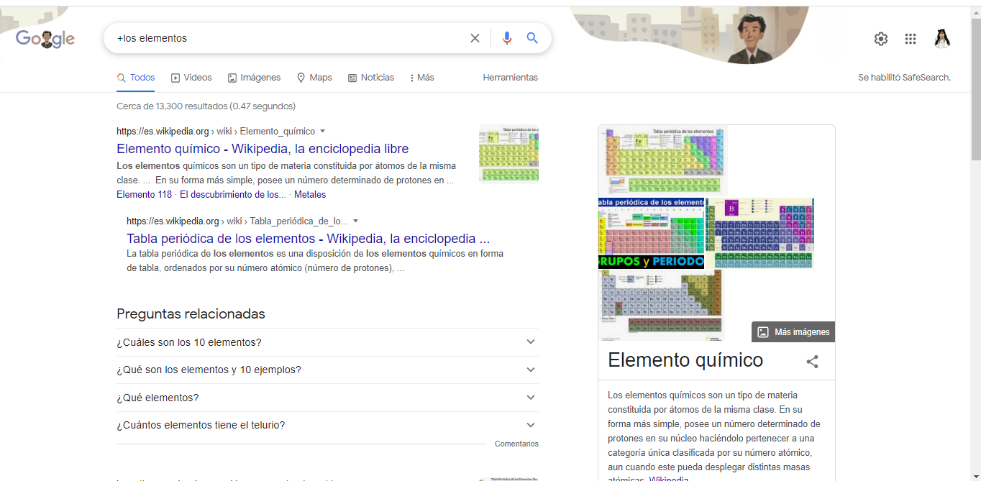 Google
+los elementos
Todos
Videos
Imágenes
Maps
Noticias
Más
Herramientas
Se habilitó SafeSearch.
Cerca de 13,300 resultados (0.47 segundos)
https://es.wikipedia.org › wiki › Elemento_químico
Elemento químico - Wikipedia, la enciclopedia libre
Los elementos químicos son un tipo de materia constituida por átomos de la misma
clase. ... En su forma más simple, posee un número determinado de protones en ...
Elemento 118 · El descubrimiento de los... · Metales
https://es.wikipedia.org › wiki › Tabla_periódica_de_lo...
Tabla periódica de los elementos - Wikipedia, la enciclopedia ...
La tabla periódica de los elementos es una disposición de los elementos químicos en forma
de tabla, ordenados por su número atómico (número de protones), ...
Preguntas relacionadas
¿Cuáles son los 10 elementos?
¿Qué son los elementos y 10 ejemplos?
¿Qué elementos?
¿Cuántos elementos tiene el telurio?
Comentarios
Tabla periódica de los elementos
abla periódica de los element
GRUPOS y PERIODO
B
Más imágenes
Elemento químico
Los elementos químicos son un tipo de materia
constituida por átomos de la misma clase. En su
forma más simple, posee un número determinado de
protones en su núcleo haciéndolo pertenecer a una
categoría única clasificada por su número atómico,
aun cuando este pueda desplegar distintas masas
atómicas. Wikipedia